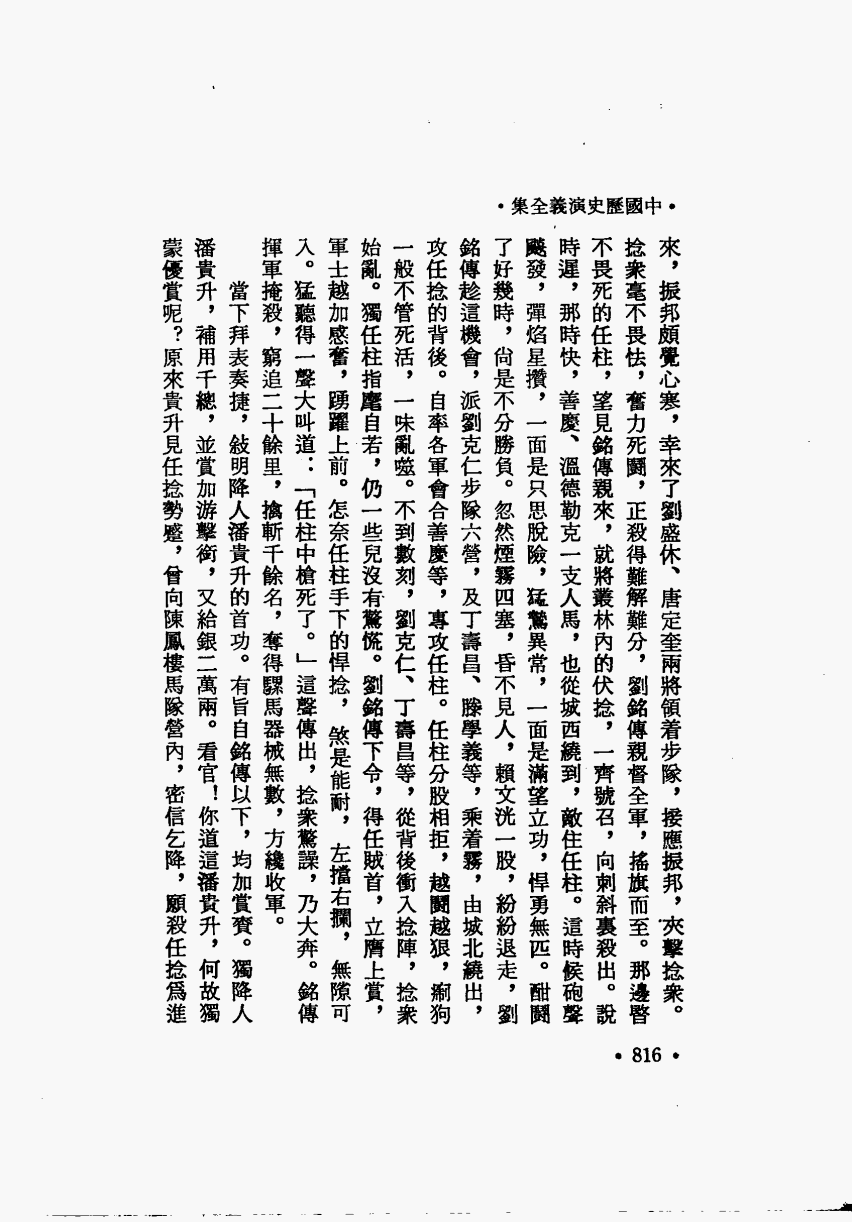 •中國歷史演義全集•
來，振邦頗覺心寒，幸來了劉盛休、唐定奎兩將領着步隊，接應振邦，夾擊捻衆。
捻衆毫不畏怯，奮力死鬭，正殺得難解難分，劉銘傳親督全軍，搖旗而至。那邊暋
不畏死的任柱，望見銘傳親來，就將叢林內的伏捻，一齊號召，向刺斜裏殺出。說
時遲，那時快，善慶、溫德勒克一支人馬，也從城西繞到，敵住任柱。這時候砲聲
飈發，彈焰星攢，一面是只思脫險，猛鷙異常，一面是滿望立功，悍勇無匹。酣鬭
了好幾時，尙是不分勝負。忽然煙霧四塞，昏不見人，賴文洸一股，紛紛退走，劉
銘傳趁這機會，派劉克仁步隊六營，及丁壽昌、滕學義等，乘着霧，由城北繞出，
攻任捻的背後。自率各軍會合善慶等，專攻任柱。任柱分股相拒，越鬭越狠，瘈狗
一般不管死活，一味亂噬。不到數刻，劉克仁、丁壽昌等，從背後衝入捻陣，捻衆
始亂。獨任柱指麾自若，仍一些兒沒有驚慌。劉銘傳下令，得任賊首，立膺上賞，
軍士越加感奮，踴躍上前。怎奈任柱手下的悍捻，煞是能耐，左擋右攔，無隙可
入。猛聽得一聲大叫道：「任柱中槍死了。」這聲傳出，捻衆驚譟，乃大奔。銘傳
揮軍掩殺，窮追二十餘里，擒斬千餘名，奪得騾馬器械無數，方纔收軍。
當下拜表奏捷，敍明降人潘貴升的首功。有旨自銘傳以下，均加賞賚。獨降人
潘貴升，補用千總，並賞加游擊銜，又給銀二萬兩。看官！你道這潘貴升，何故獨
蒙優賞呢？原來貴升見任捻勢蹙，曾向陳鳳樓馬隊營內，密信乞降，願殺任捻爲進
•816•